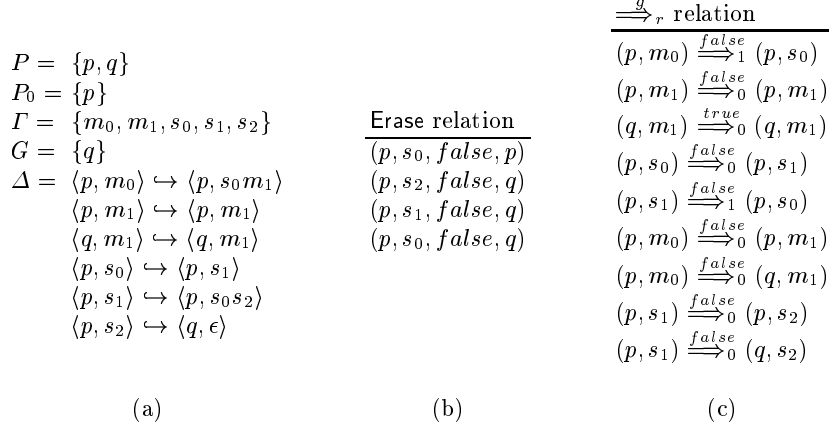 P = {p, q}
P₀ = {p}
Γ = {m₀, m₁, s₀, s₁, s₂}
G = {q}
Δ = ⟨p, m₀⟩ ↪ ⟨p, s₀m₁⟩
⟨p, m₁⟩ ↪ ⟨p, m₁⟩
⟨q, m₁⟩ ↪ ⟨q, m₁⟩
⟨p, s₀⟩ ↪ ⟨p, s₁⟩
⟨p, s₁⟩ ↪ ⟨p, s₀s₂⟩
⟨p, s₂⟩ ↪ ⟨q, ϵ⟩
(a)
Erase relation
(p, s₀, false, p)
(p, s₂, false, q)
(p, s₁, false, q)
(p, s₀, false, q)
(b)
⟹ᵍᵣ relation
(p, m₀) ⟹^{false}₁ (p, s₀)
(p, m₁) ⟹^{false}₀ (p, m₁)
(q, m₁) ⟹^{true}₀ (q, m₁)
(p, s₀) ⟹^{false}₀ (p, s₁)
(p, s₁) ⟹^{false}₁ (p, s₀)
(p, m₀) ⟹^{false}₀ (p, m₁)
(p, m₀) ⟹^{false}₀ (q, m₁)
(p, s₁) ⟹^{false}₀ (p, s₂)
(p, s₁) ⟹^{false}₀ (q, s₂)
(c)